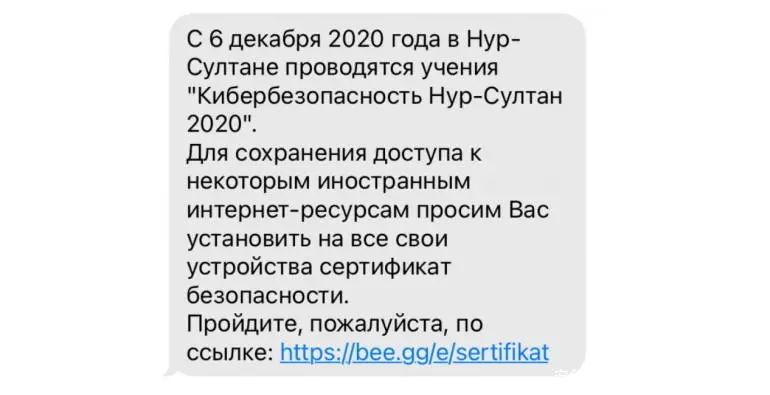 С 6 декабря 2020 года в Нур-
Султане проводятся учения
"Кибербезопасность Нур-Султан
2020".
Для сохранения доступа к
некоторым иностранным
интернет-ресурсам просим Вас
установить на все свои
устройства сертификат
безопасности.
Пройдите, пожалуйста, по
ссылке: https://bee.gg/e/sertifikat